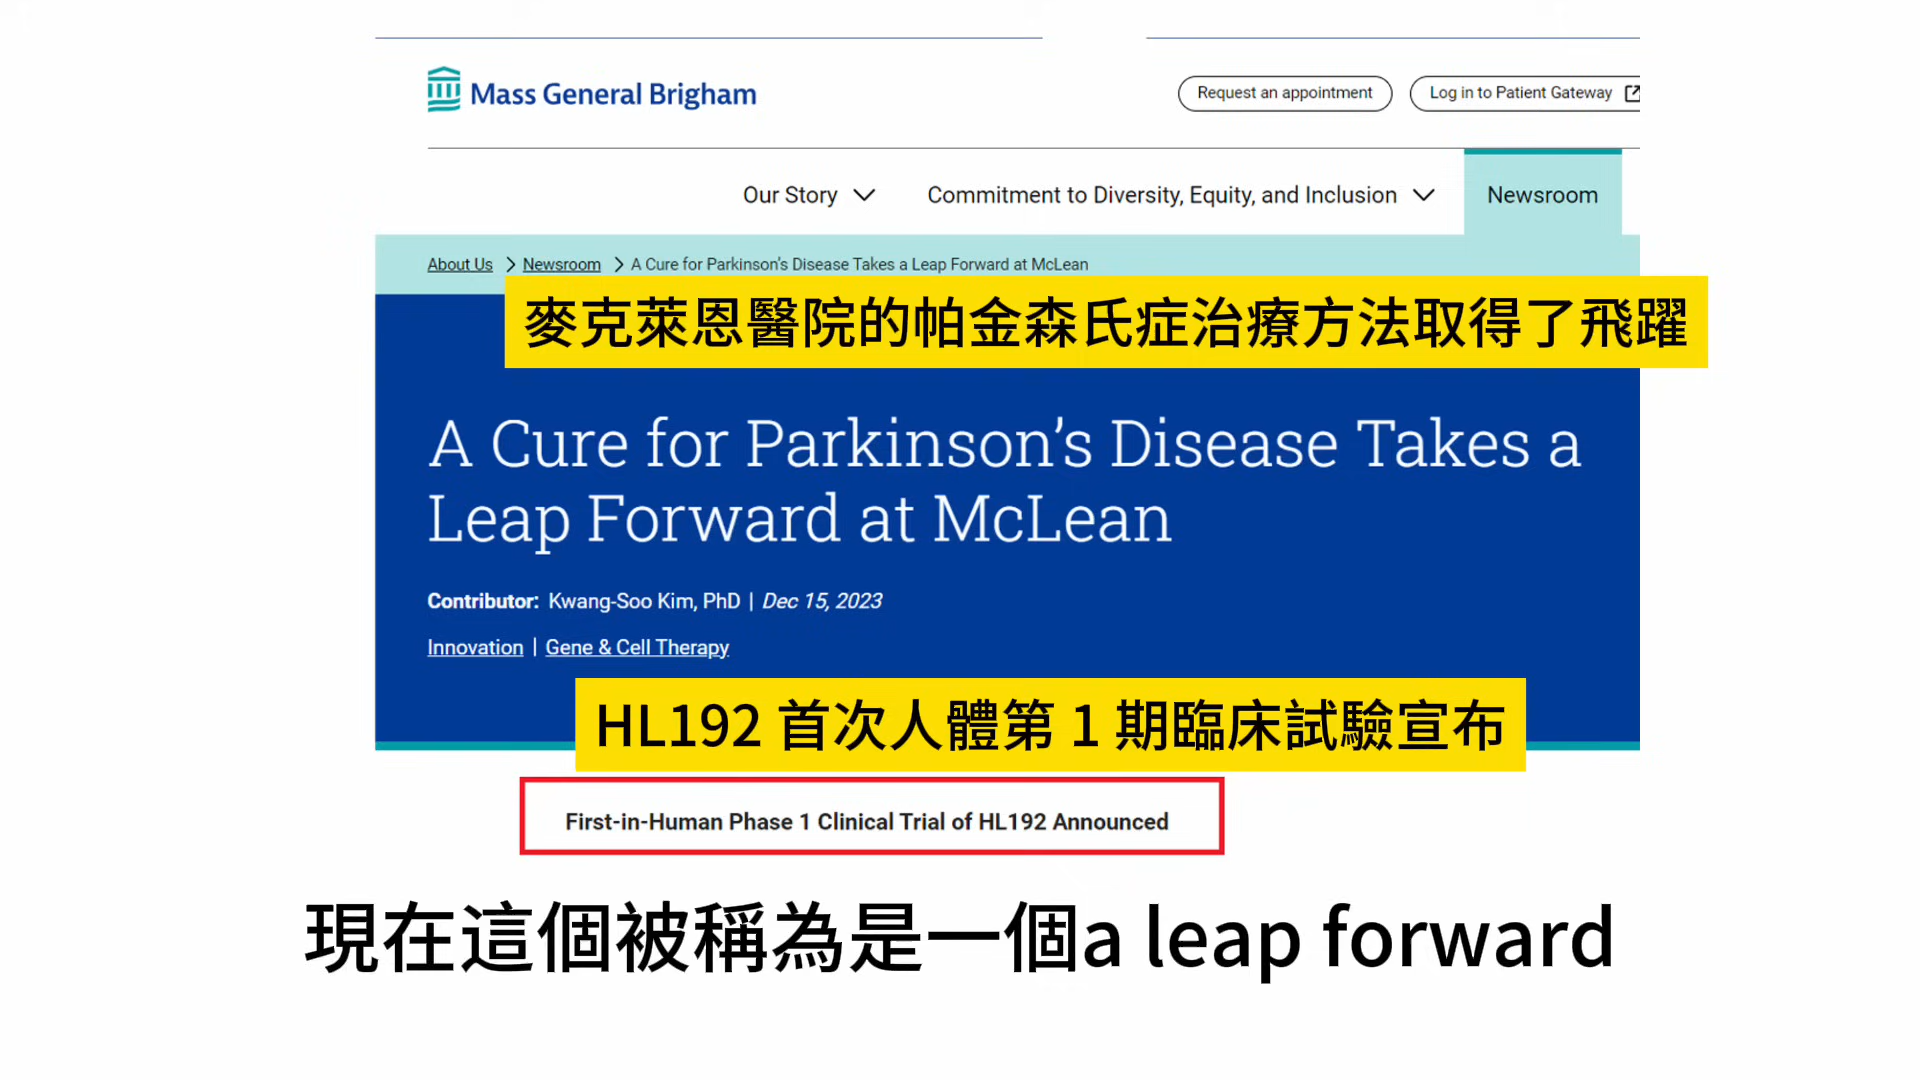 Mass General Brigham
Request an appointment
Log in to Patient Gateway
Our Story
Commitment to Diversity, Equity, and Inclusion
Newsroom
About Us > Newsroom > A Cure for Parkinson's Disease Takes a Leap Forward at McLean
麥克萊恩醫院的帕金森氏症治療方法取得了飛躍
A Cure for Parkinson's Disease Takes a
Leap Forward at McLean
Contributor: Kwang-Soo Kim, PhD | Dec 15, 2023
Innovation | Gene & Cell Therapy
HL192 首次人體第 1 期臨床試驗宣布
First-in-Human Phase 1 Clinical Trial of HL192 Announced
現在這個被稱為是一個a leap forward